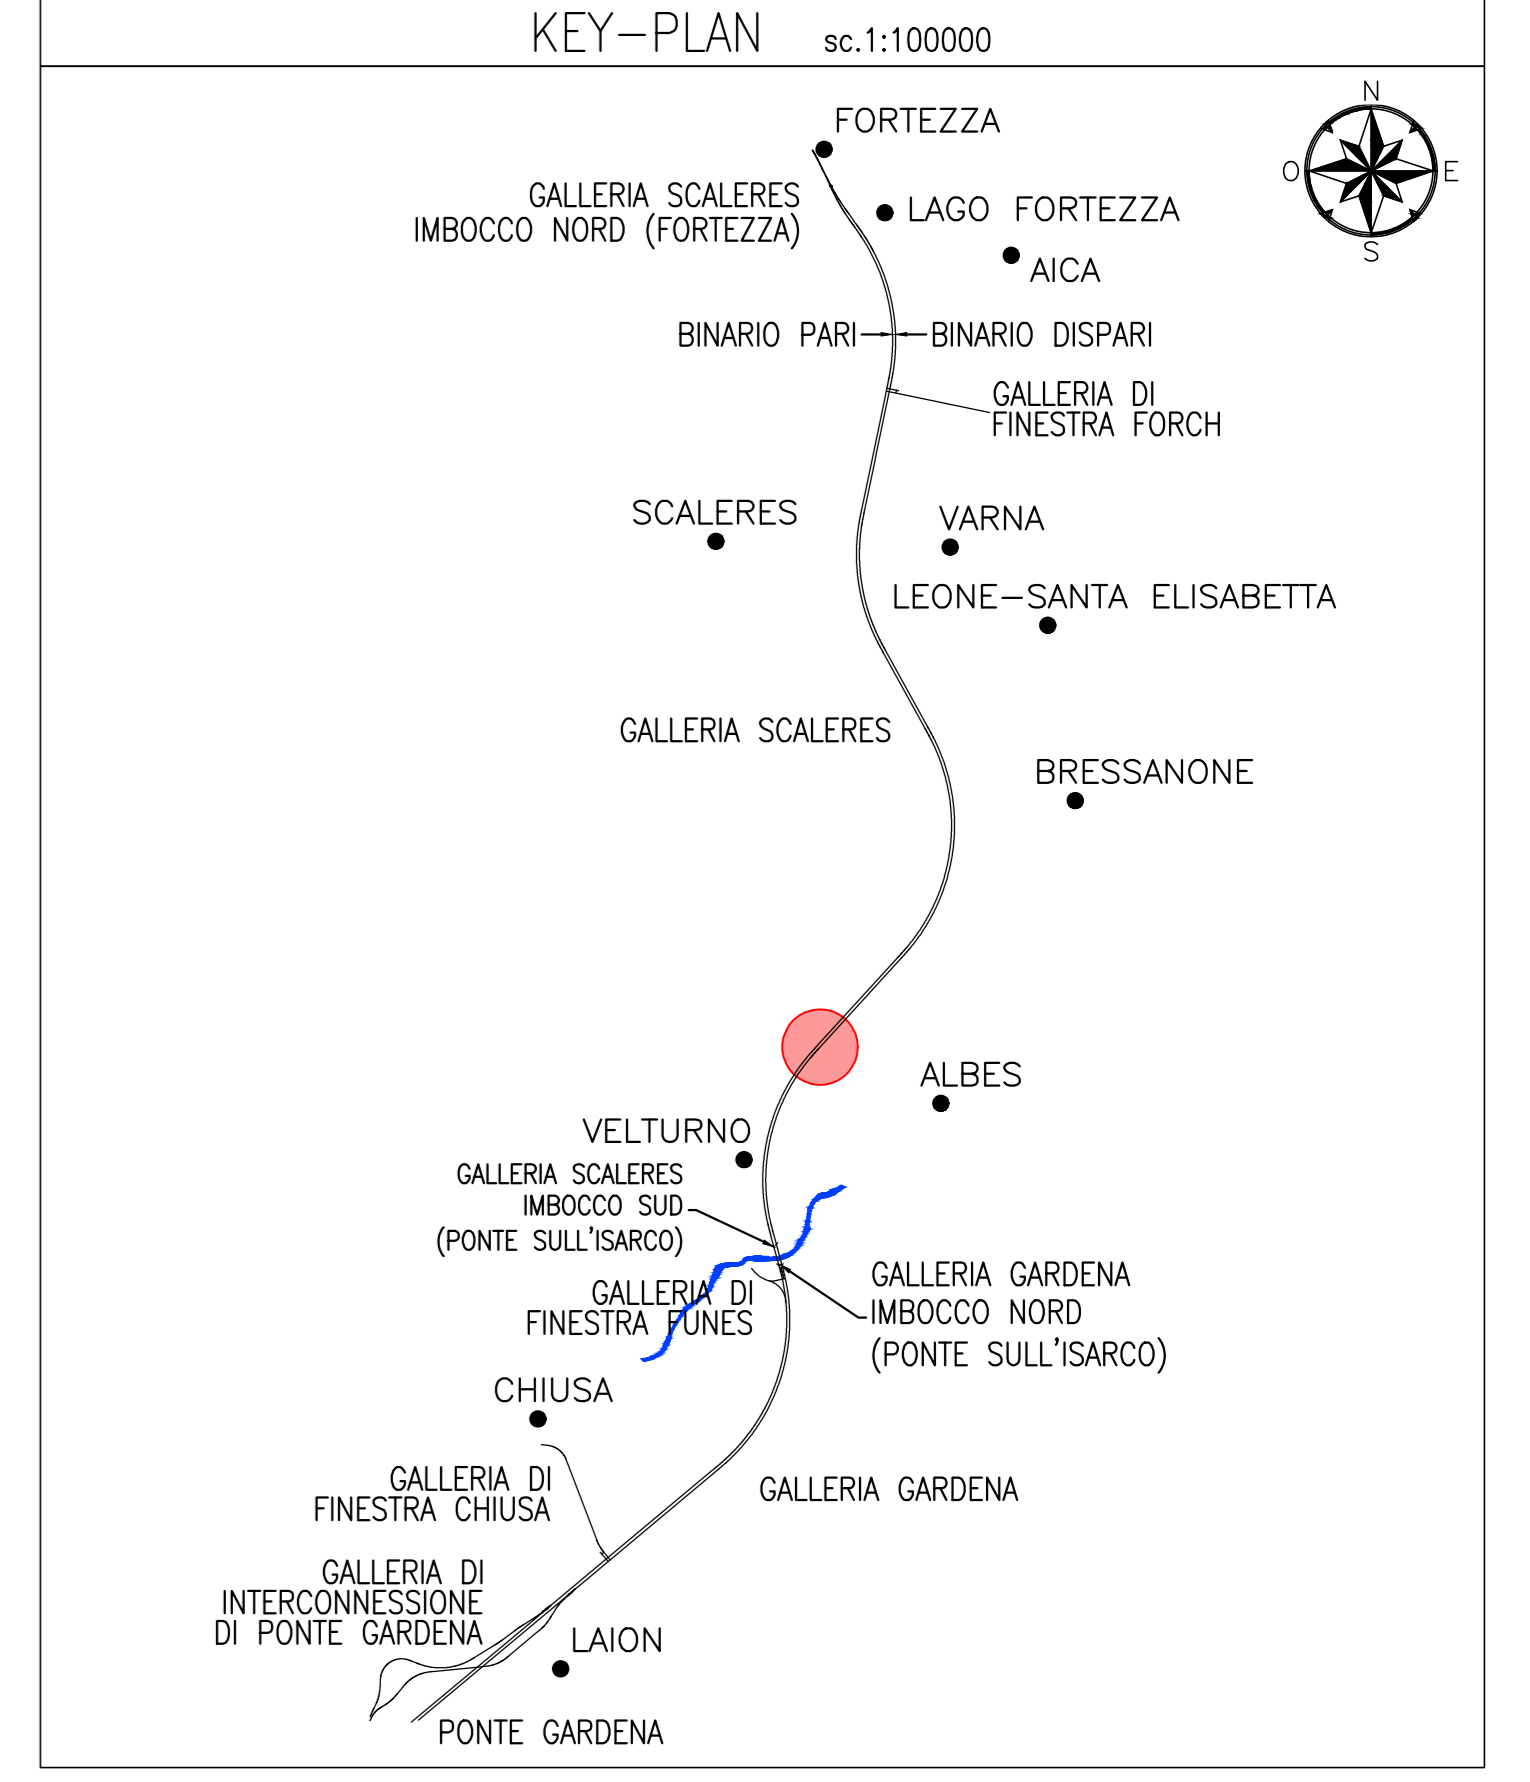 KEY-PLAN sc.1:100000
N
O
E
S
FORTEZZA
GALLERIA SCALERES
IMBOCCO NORD (FORTEZZA)
LAGO FORTEZZA
AICA
BINARIO PARI
BINARIO DISPARI
GALLERIA DI
FINESTRA FORCH
SCALERES
VARNA
LEONE-SANTA ELISABETTA
GALLERIA SCALERES
BRESSANONE
ALBES
VELTURNO
GALLERIA SCALERES
IMBOCCO SUD
(PONTE SULL'ISARCO)
GALLERIA DI
FINESTRA FUNES
GALLERIA GARDENA
IMBOCCO NORD
(PONTE SULL'ISARCO)
CHIUSA
GALLERIA DI
FINESTRA CHIUSA
GALLERIA GARDENA
GALLERIA DI
INTERCONNESSIONE
DI PONTE GARDENA
LAION
PONTE GARDENA